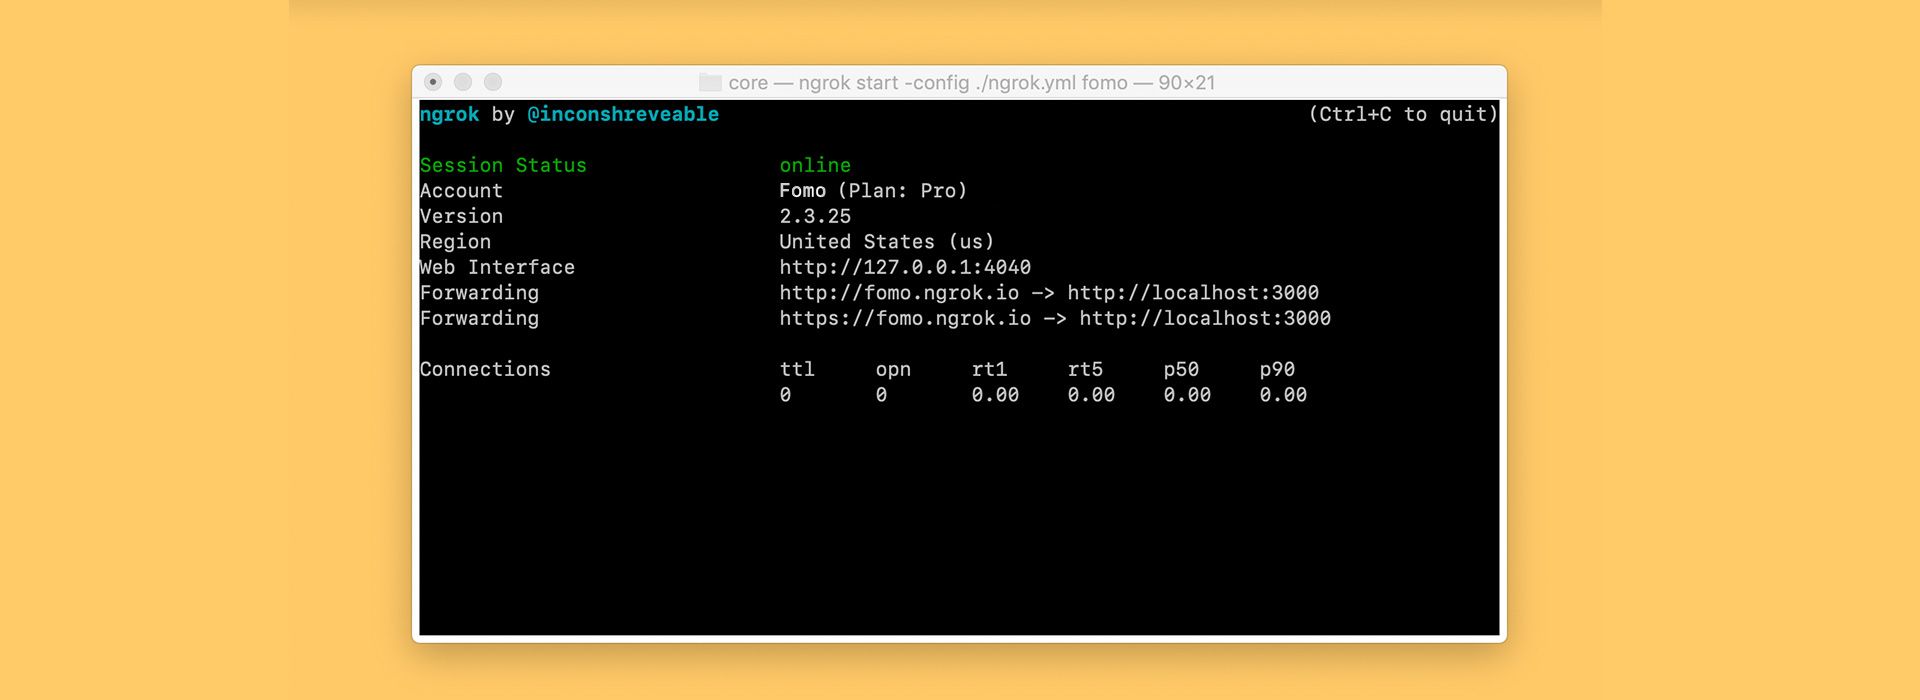 core — ngrok start -config ./ngrok.yml fomo — 90×21
ngrok by @inconshreveable (Ctrl+C to quit)
Session Status online
Account Fomo (Plan: Pro)
Version 2.3.25
Region United States (us)
Web Interface http://127.0.0.1:4040
Forwarding http://fomo.ngrok.io -> http://localhost:3000
Forwarding https://fomo.ngrok.io -> http://localhost:3000
Connections ttl opn rt1 rt5 p50 p90
0 0 0.00 0.00 0.00 0.00